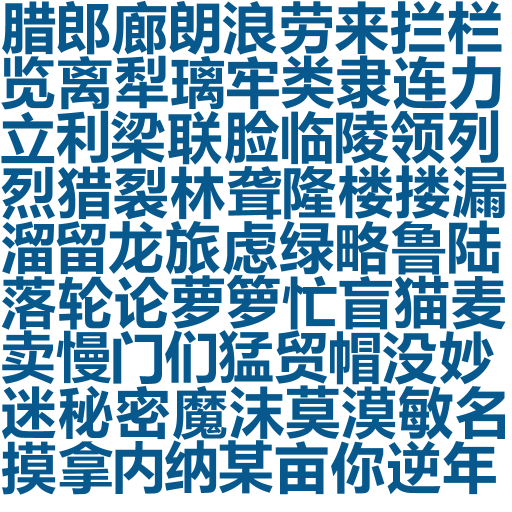 腊郎廊朗浪劳来拦栏
览离犁璃牢类隶连力
立利梁联脸临陵领列
烈猎裂林聋隆楼搂漏
溜留龙旅虑绿略鲁陆
落轮论萝箩忙盲猫麦
卖慢门们猛贸帽没妙
迷秘密魔沫莫漠敏名
摸拿内纳某亩你逆年